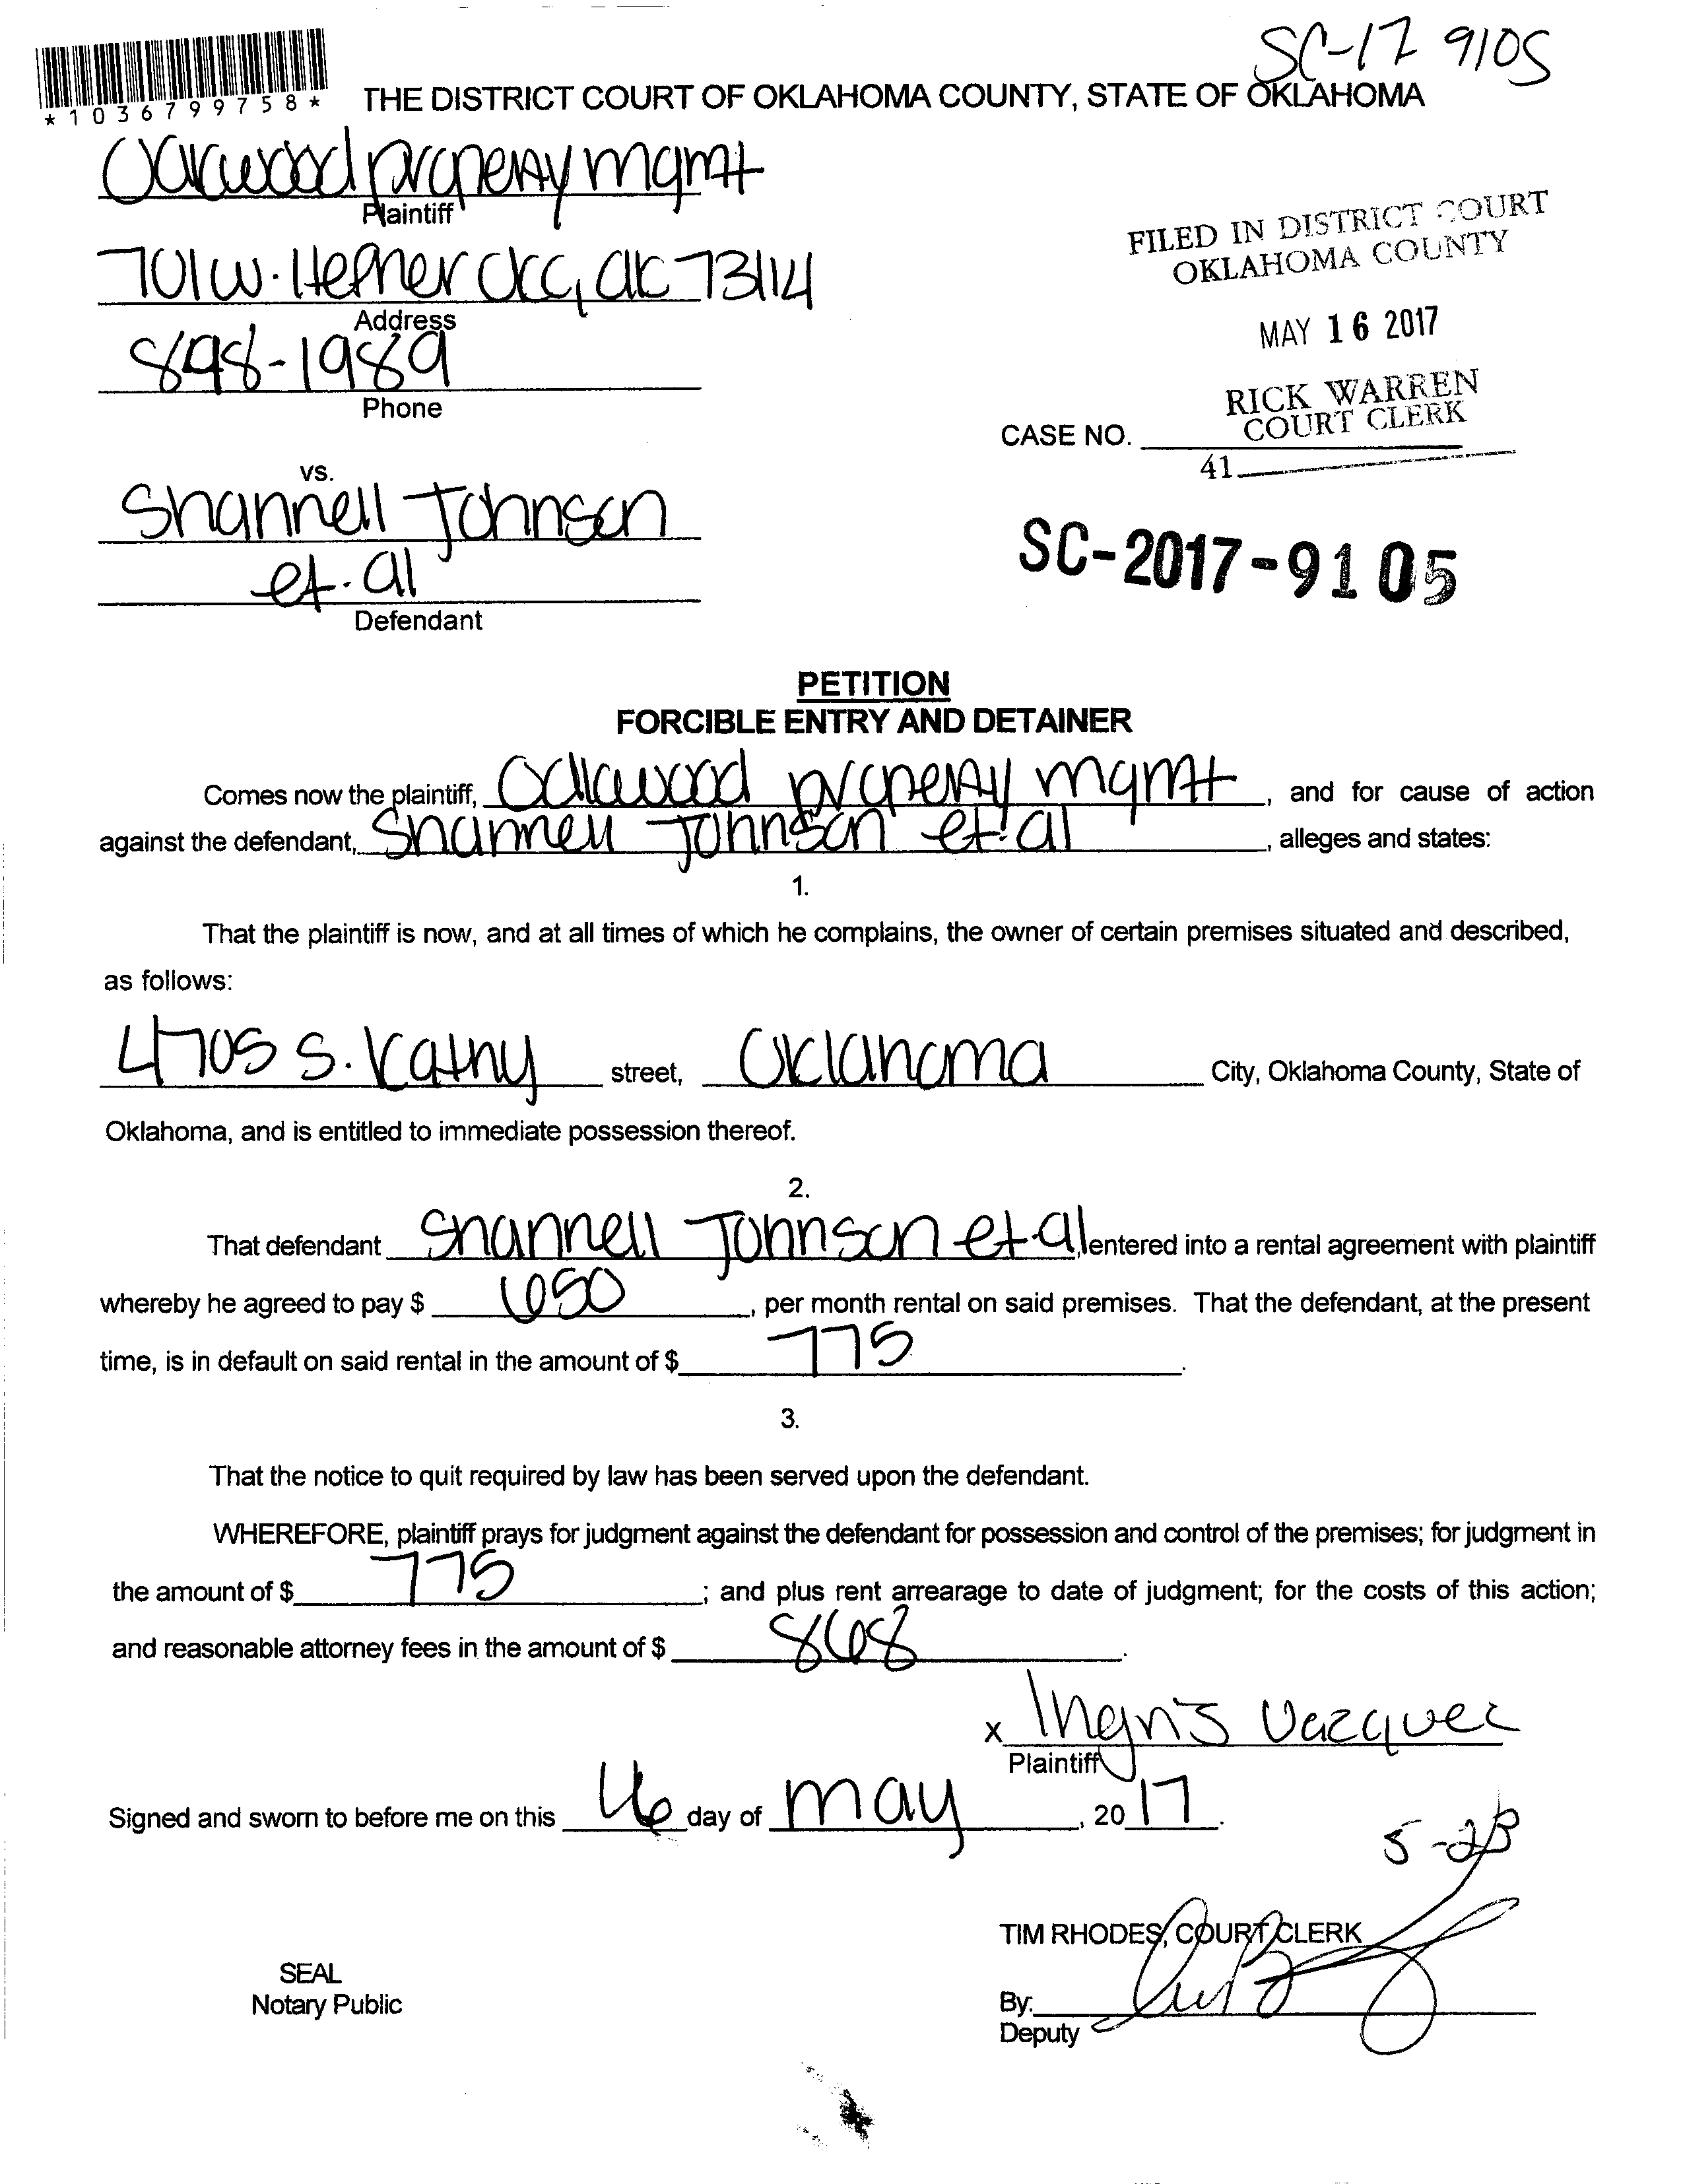 SC-17 9105
*1036799758*
THE DISTRICT COURT OF OKLAHOMA COUNTY, STATE OF OKLAHOMA
Oakwood property mgmt
Plaintiff
701 W. Hefner OKC, OK 73114
Address
898-1989
Phone
FILED IN DISTRICT COURT
OKLAHOMA COUNTY
MAY 16 2017
RICK WARREN
COURT CLERK
CASE NO.
41
vs.
Shannell Johnson
et. al
Defendant
SC-2017-9105
PETITION
FORCIBLE ENTRY AND DETAINER
Comes now the plaintiff, Oakwood property mgmt, and for cause of action
against the defendant, Shannell Johnson et. al, alleges and states:
1.
That the plaintiff is now, and at all times of which he complains, the owner of certain premises situated and described,
as follows:
4705 S. Kathy street, Oklahoma City, Oklahoma County, State of
Oklahoma, and is entitled to immediate possession thereof.
2.
That defendant Shannell Johnson et al, entered into a rental agreement with plaintiff
whereby he agreed to pay $ 650, per month rental on said premises. That the defendant, at the present
time, is in default on said rental in the amount of $ 775.
3.
That the notice to quit required by law has been served upon the defendant.
WHEREFORE, plaintiff prays for judgment against the defendant for possession and control of the premises; for judgment in
the amount of $ 775; and plus rent arrearage to date of judgment; for the costs of this action;
and reasonable attorney fees in the amount of $ 868.
x Vazquez
Plaintiff
Signed and sworn to before me on this 16 day of may, 2017.
5-23
TIM RHODES, COURT CLERK
SEAL
Notary Public
By:
Deputy